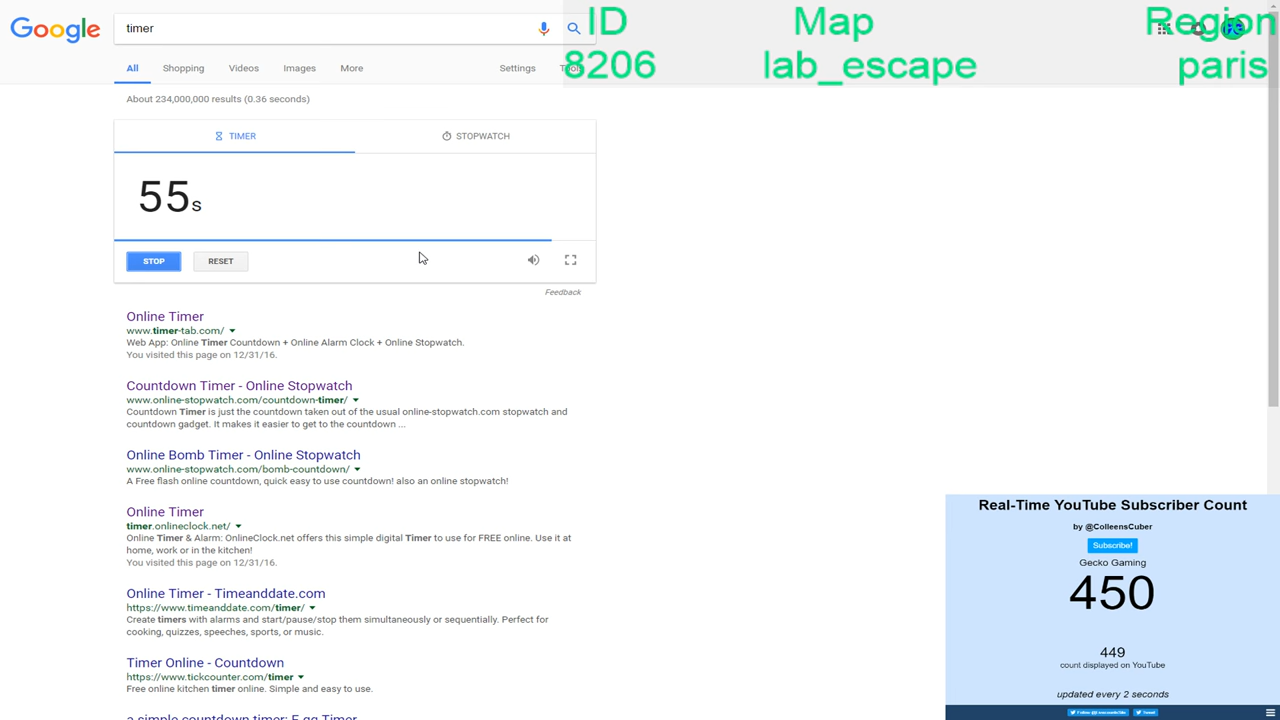 Google
timer
ID
Map
Region
8206
lab_escape
paris
All
Shopping
Videos
Images
More
Settings
Tools
About 234,000,000 results (0.36 seconds)
TIMER
STOPWATCH
55s
STOP
RESET
Feedback
Online Timer
www.timer-tab.com/
Web App: Online Timer Countdown + Online Alarm Clock + Online Stopwatch.
You visited this page on 12/31/16.
Countdown Timer - Online Stopwatch
www.online-stopwatch.com/countdown-timer/
Countdown Timer is just the countdown taken out of the usual online-stopwatch.com stopwatch and
countdown gadget. It makes it easier to get to the countdown ...
Online Bomb Timer - Online Stopwatch
www.online-stopwatch.com/bomb-countdown/
A Free flash online countdown, quick easy to use countdown! also an online stopwatch!
Online Timer
timer.onlineclock.net/
Online Timer & Alarm: OnlineClock.net offers this simple digital Timer to use for FREE online. Use it at
home, work or in the kitchen!
You visited this page on 12/31/16.
Online Timer - Timeanddate.com
https://www.timeanddate.com/timer/
Create timers with alarms and start/pause/stop them simultaneously or sequentially. Perfect for
cooking, quizzes, speeches, sports, or music.
Timer Online - Countdown
https://www.tickcounter.com/timer
Free online kitchen timer online. Simple and easy to use.
a simple countdown timer: E.gg Timer
Real-Time YouTube Subscriber Count
by @ColleensCuber
Subscribe!
Gecko Gaming
450
449
count displayed on YouTube
updated every 2 seconds
Tweet